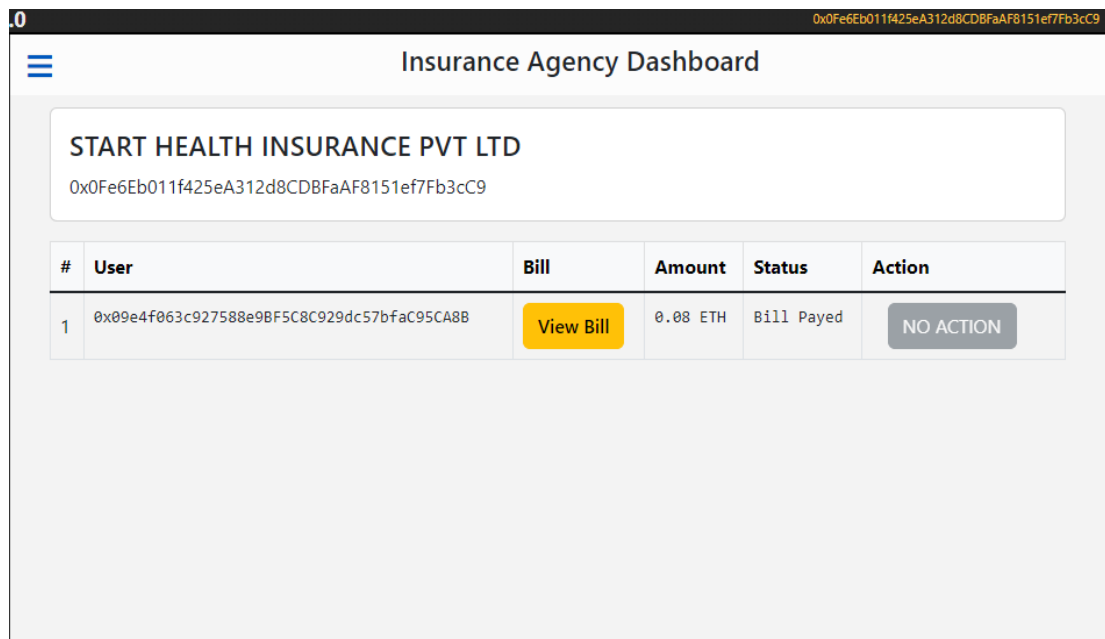 .0 0x0Fe6Eb011f425eA312d8CDBFaAF8151ef7Fb3cC9
Insurance Agency Dashboard
START HEALTH INSURANCE PVT LTD
0x0Fe6Eb011f425eA312d8CDBFaAF8151ef7Fb3cC9
# User Bill Amount Status Action
1 0x09e4f063c927588e9BF5C8C929dc57bfaC95CA8B View Bill 0.08 ETH Bill Payed NO ACTION